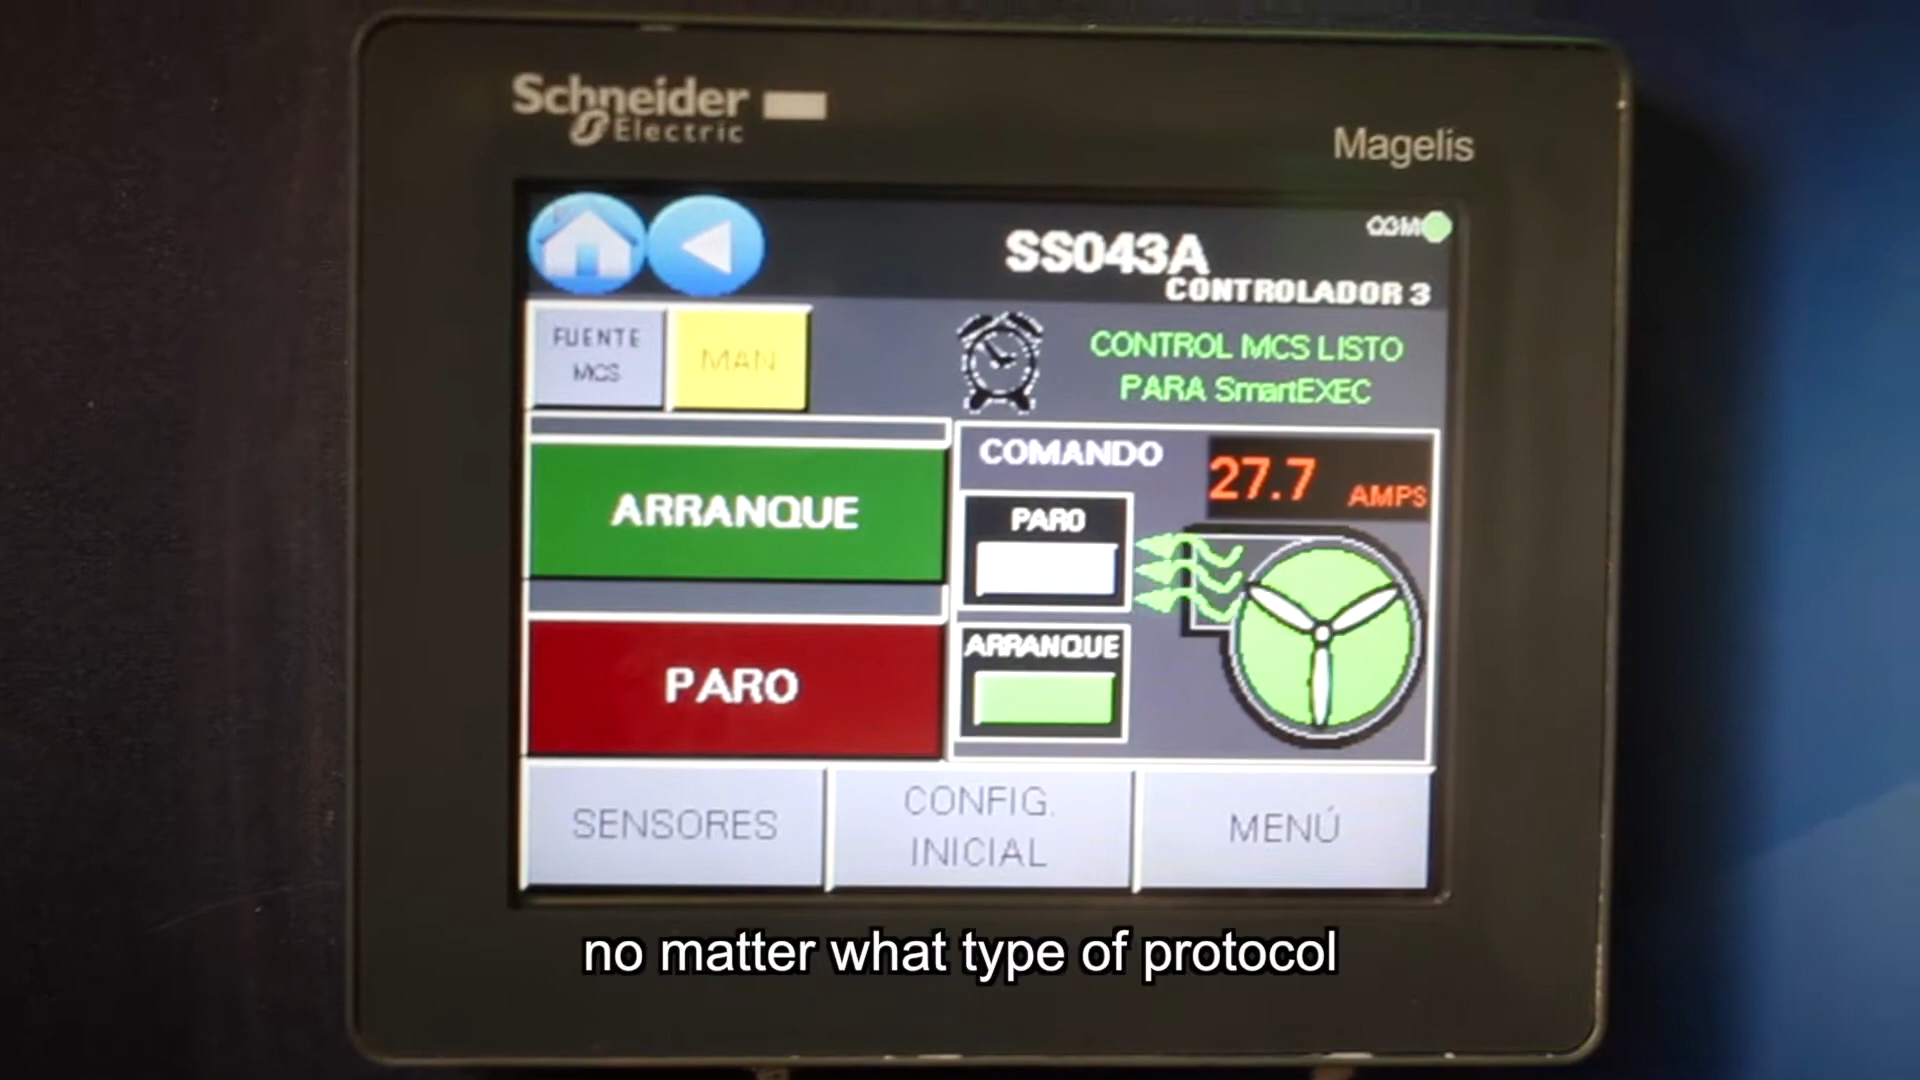 Schneider
Electric
Magelis
COM
SS043A
CONTROLADOR 3
FUENTE
MCS
MAN
CONTROL MCS LISTO
PARA SmartEXEC
COMANDO
27.7 AMPS
ARRANQUE
PARO
PARO
ARRANQUE
SENSORES
CONFIG.
INICIAL
MENÚ
no matter what type of protocol